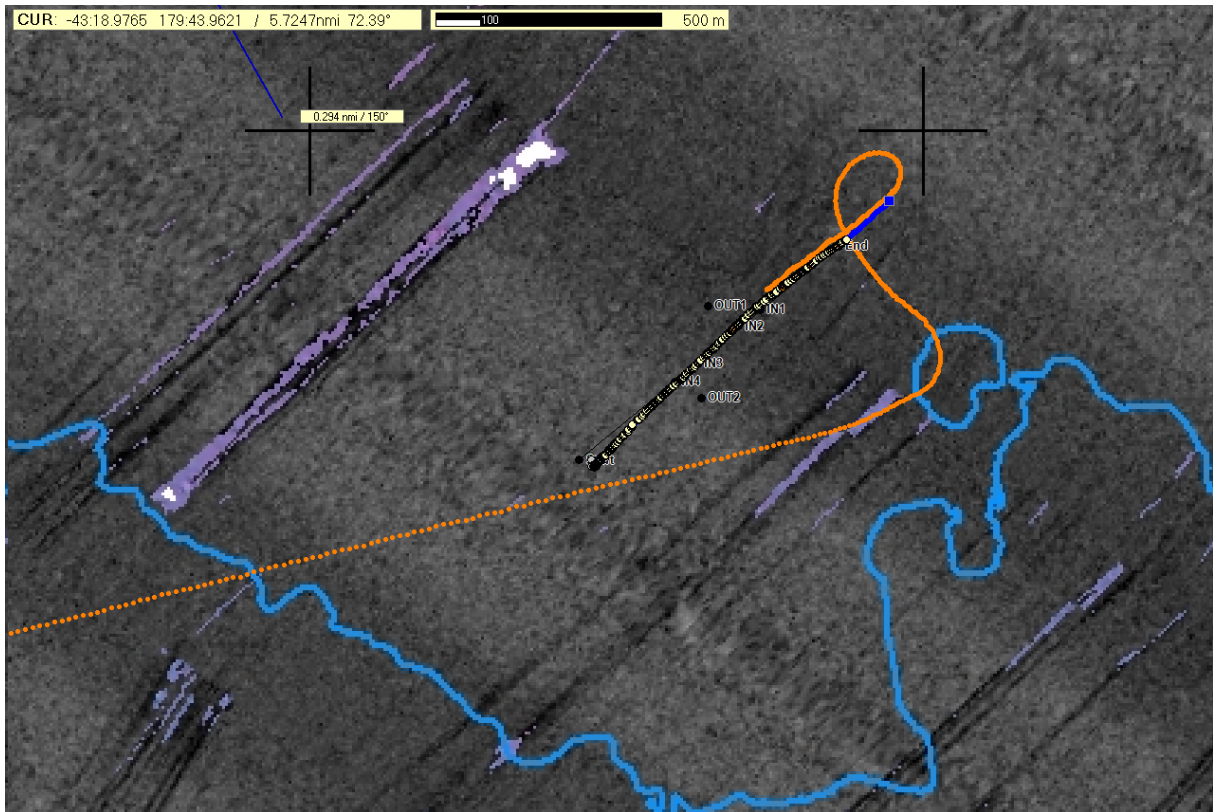 CUR: -43:18.9765 179:43.9621 / 5.7247nmi 72.39°
100 500 m
0.294 nmi / 150°
End
OUT1
IN1
IN2
IN3
IN4
OUT2